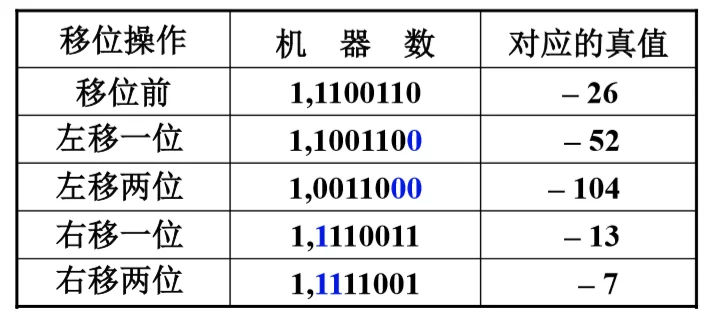 移位操作 机 器 数 对应的真值
移位前 1,1100110 – 26
左移一位 1,1001100 – 52
左移两位 1,0011000 – 104
右移一位 1,1110011 – 13
右移两位 1,1111001 – 7